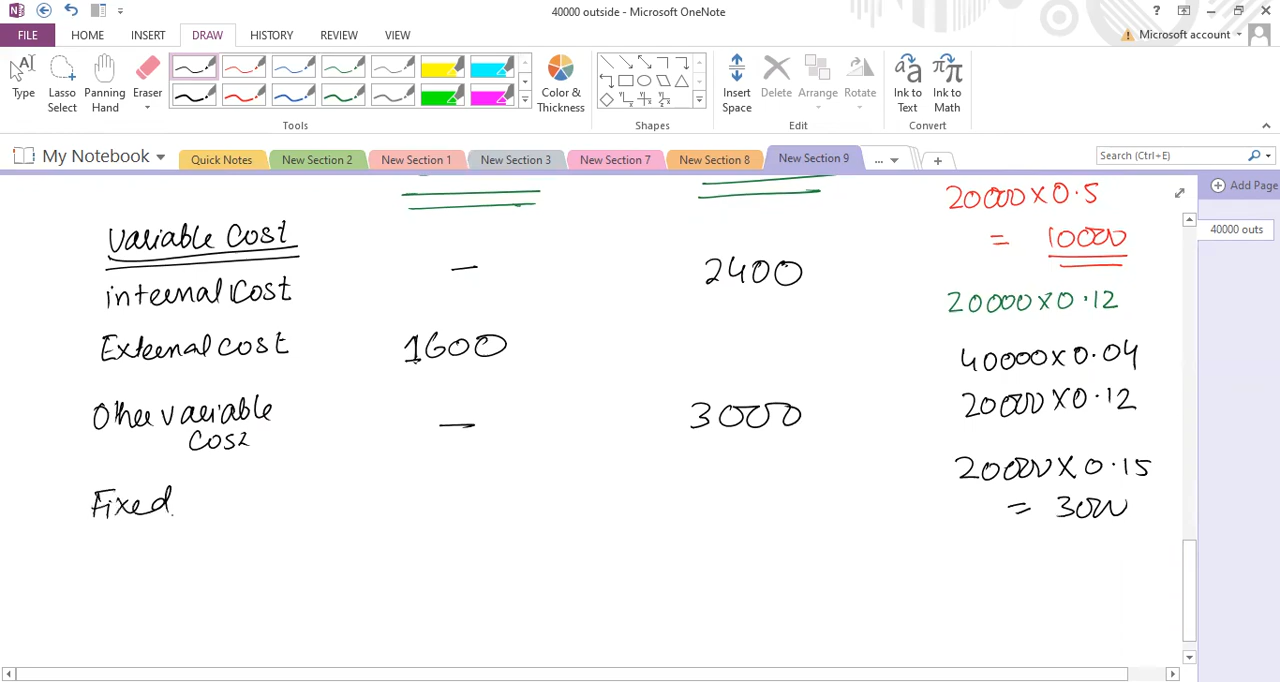 40000 outside - Microsoft OneNote
?
FILE HOME INSERT DRAW HISTORY REVIEW VIEW
Microsoft account
Type
Lasso Select
Panning Hand
Eraser
Color & Thickness
Insert Space
Delete
Arrange
Rotate
Ink to Text
Ink to Math
Tools
Shapes
Edit
Convert
My Notebook
Quick Notes
New Section 2
New Section 1
New Section 3
New Section 7
New Section 8
New Section 9
...
Search (Ctrl+E)
Add Page
40000 outs
20000 X 0.5
= 10000
Variable Cost
internal Cost - 2400
20000 X 0.12
External cost 1600
40000 X 0.04
20000 X 0.12
Other variable - 3000
cost
20000 X 0.15
= 3000
Fixed